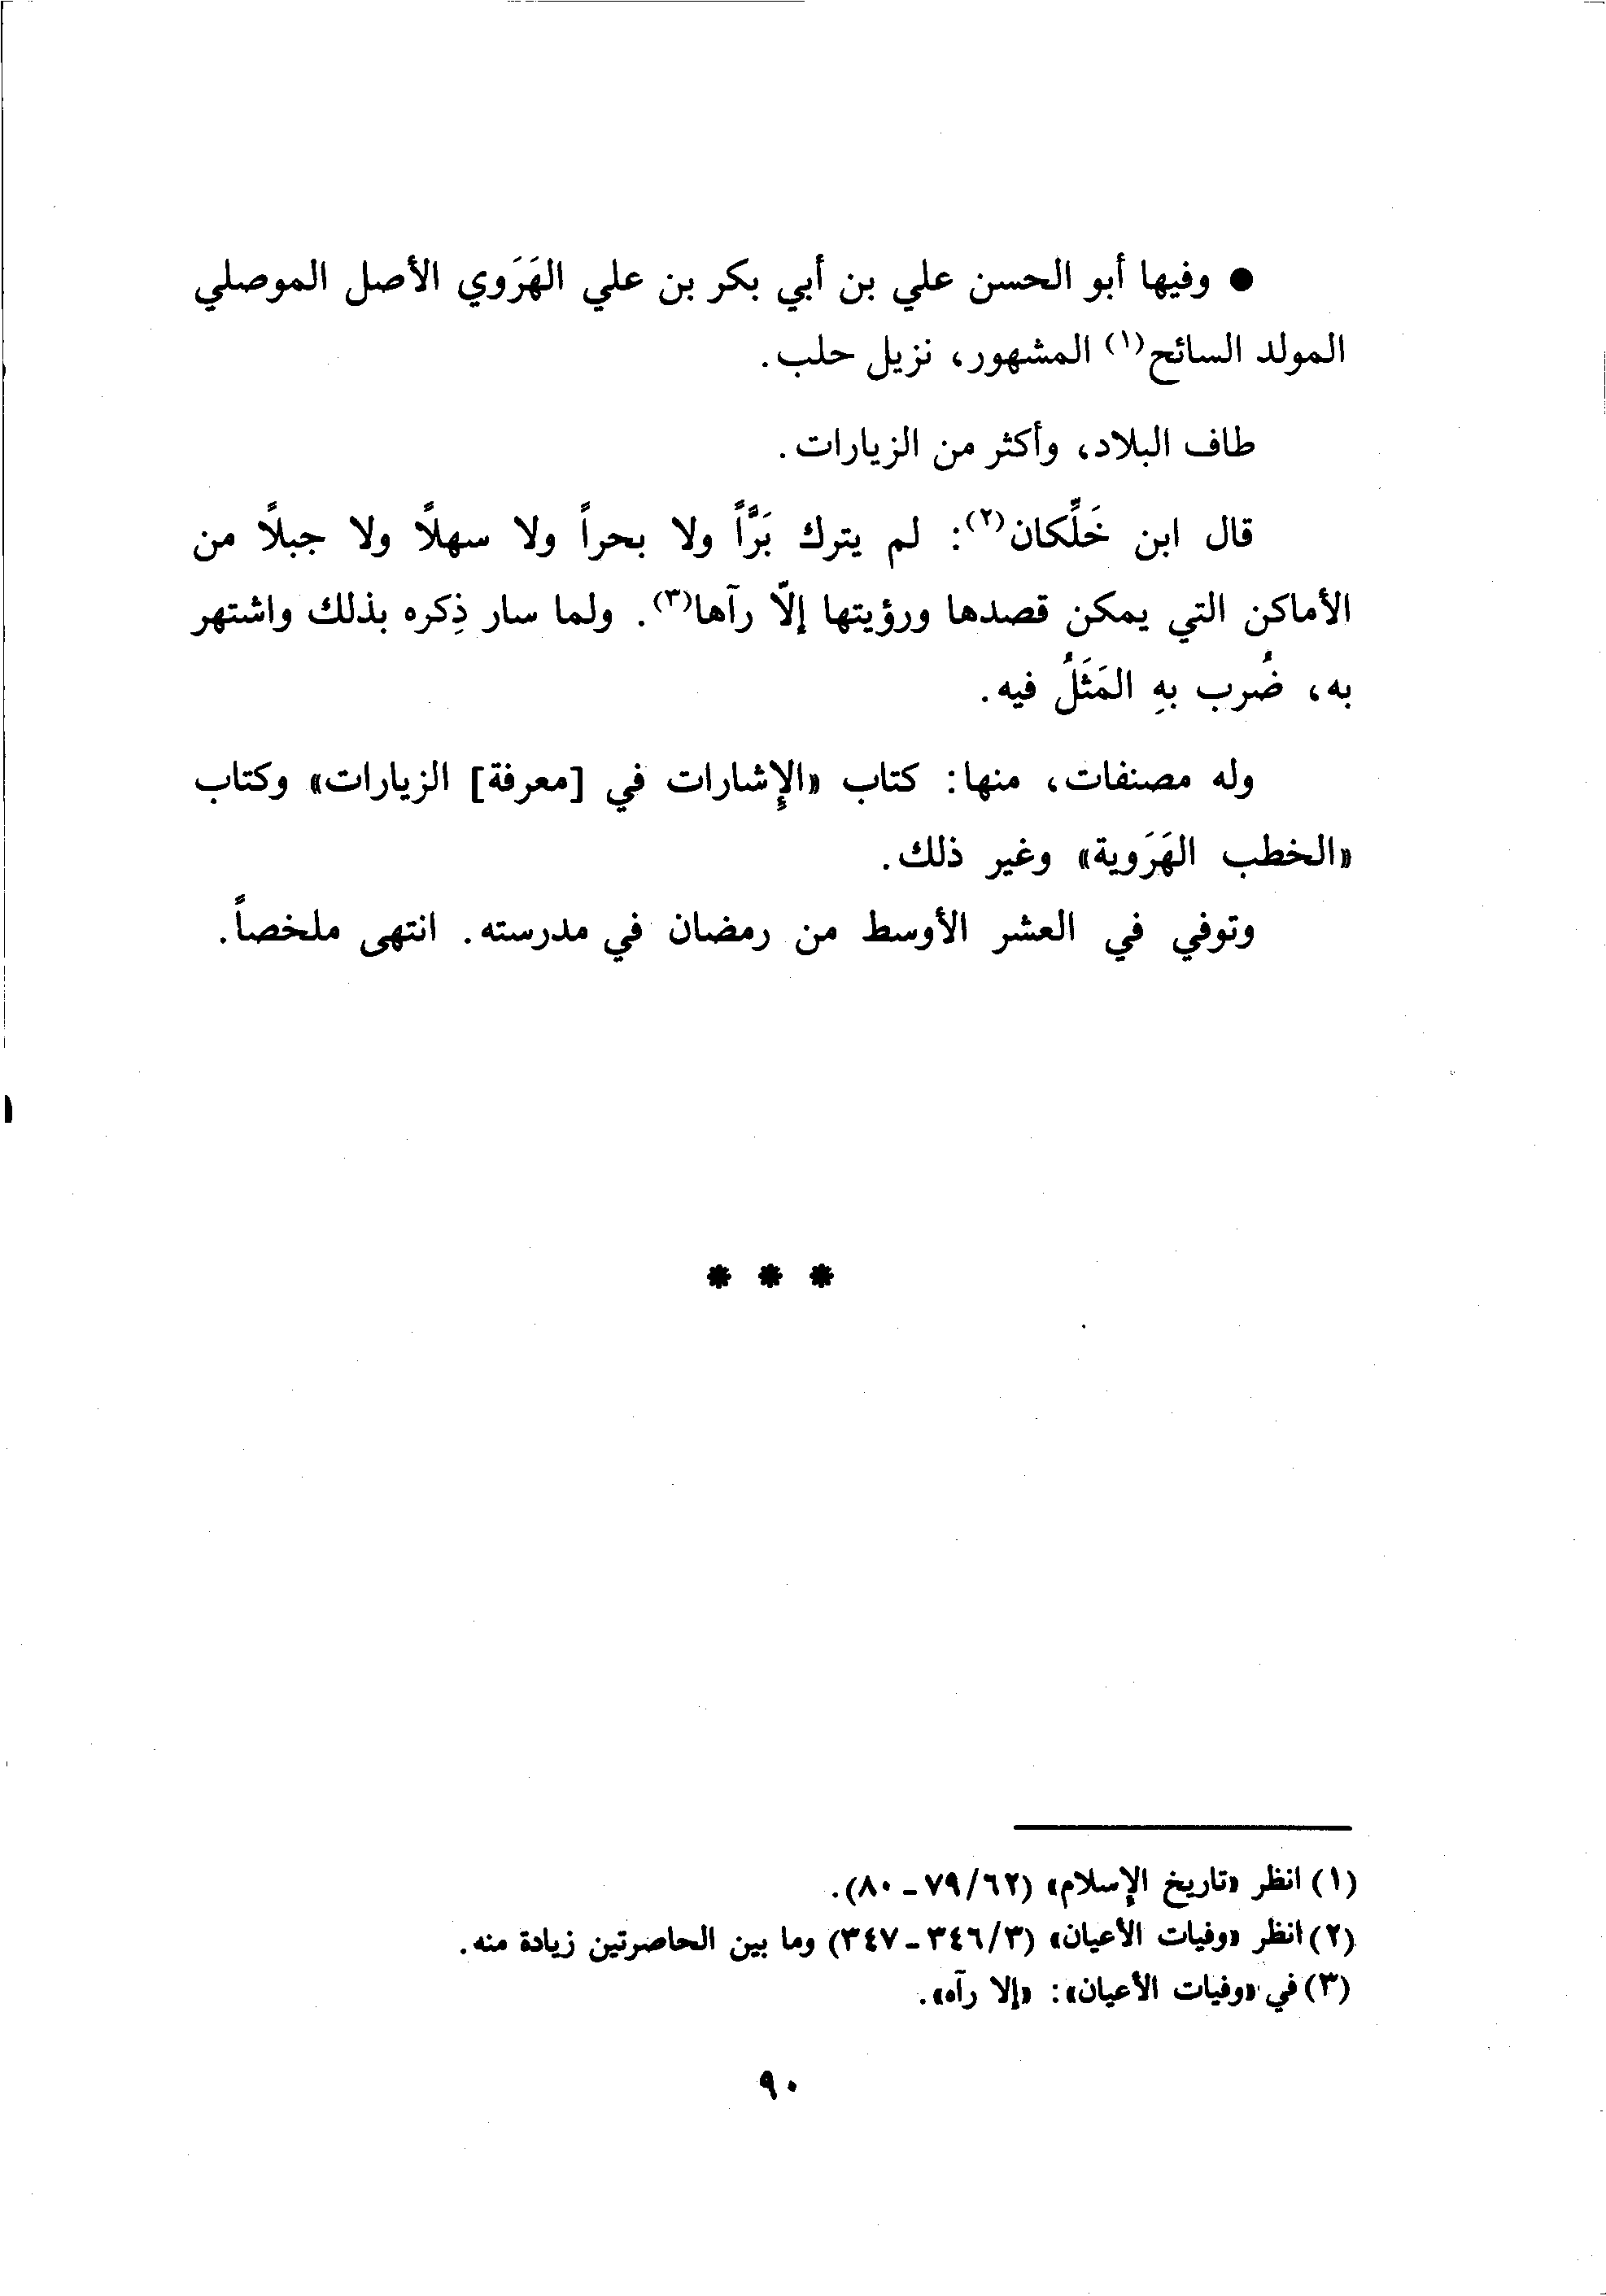 ● وفيها أبو الحسن علي بن أبي بكر بن علي الهَرَوي الأصل الموصلي
المولد السائح(١) المشهور، نزيل حلب.
طاف البلاد، وأكثر من الزيارات.
قال ابن خَلِّكان(٢): لم يترك بَرًّاً ولا بحراً ولا سهلًا ولا جبلًا من
الأماكن التي يمكن قصدها ورؤيتها إلّا رآها(٣). ولما سار ذِكره بذلك واشتهر
به، ضُرب بهِ المَثَلُ فيه.
وله مصنفات، منها: كتاب «الإشارات في [معرفة] الزيارات» وكتاب
«الخطب الهَرَوية» وغير ذلك.
وتوفي في العشر الأوسط من رمضان في مدرسته. انتهى ملخصاً.
* * *
(١) انظر «تاريخ الإسلام» (٦٢/٧٩ - ٨٠).
(٢) انظر «وفيات الأعيان» (٣/٣٤٦ - ٣٤٧) وما بين الحاصرتين زيادة منه.
(٣) في «وفيات الأعيان»: «إلا رآه».
٩٠